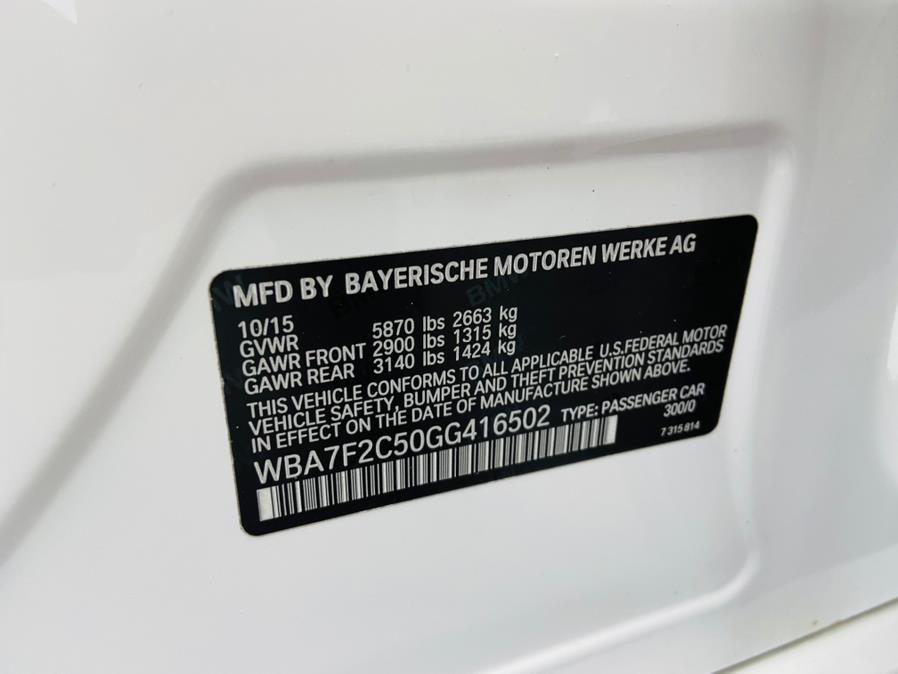 MFD BY BAYERISCHE MOTOREN WERKE AG
10/15
GVWR 5870 lbs 2663 kg
GAWR FRONT 2900 lbs 1315 kg
GAWR REAR 3140 lbs 1424 kg
THIS VEHICLE CONFORMS TO ALL APPLICABLE U.S.FEDERAL MOTOR
VEHICLE SAFETY, BUMPER AND THEFT PREVENTION STANDARDS
IN EFFECT ON THE DATE OF MANUFACTURE SHOWN ABOVE.
WBA7F2C50GG416502 TYPE: PASSENGER CAR
300/0
7 315 814